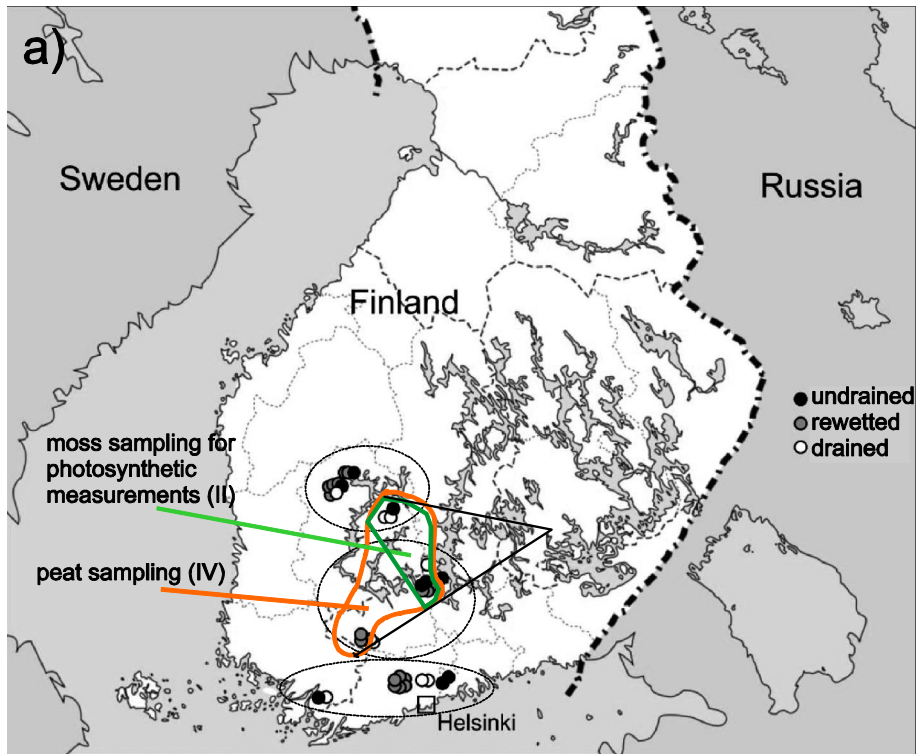 a)
Sweden
Russia
Finland
undrained
rewetted
drained
moss sampling for
photosynthetic
measurements (II)
peat sampling (IV)
Helsinki